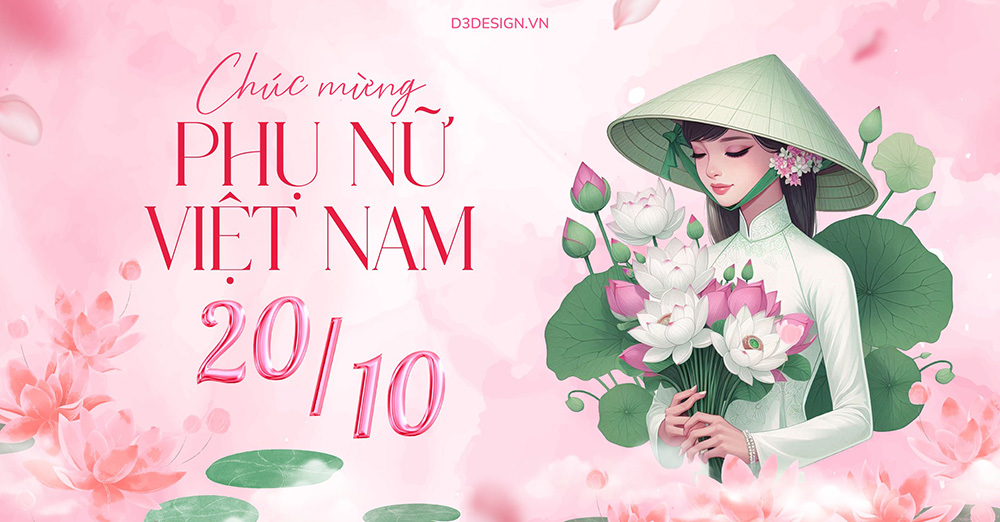 D3DESIGN.VN
Chúc mừng
PHỤ NỮ
VIỆT NAM
20/10